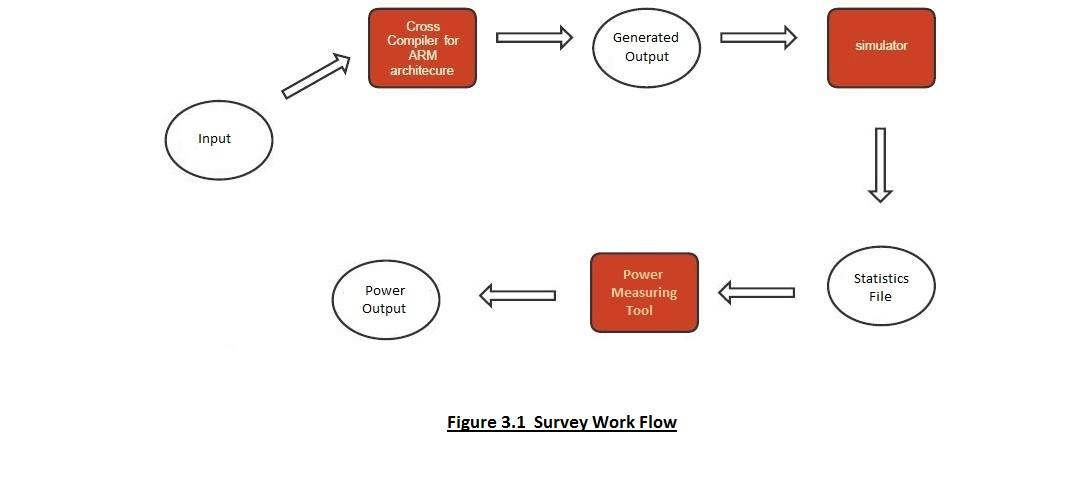 Cross
Compiler for
ARM
architecure
Generated
Output
simulator
Input
Statistics
File
Power
Measuring
Tool
Power
Output
Figure 3.1 Survey Work Flow